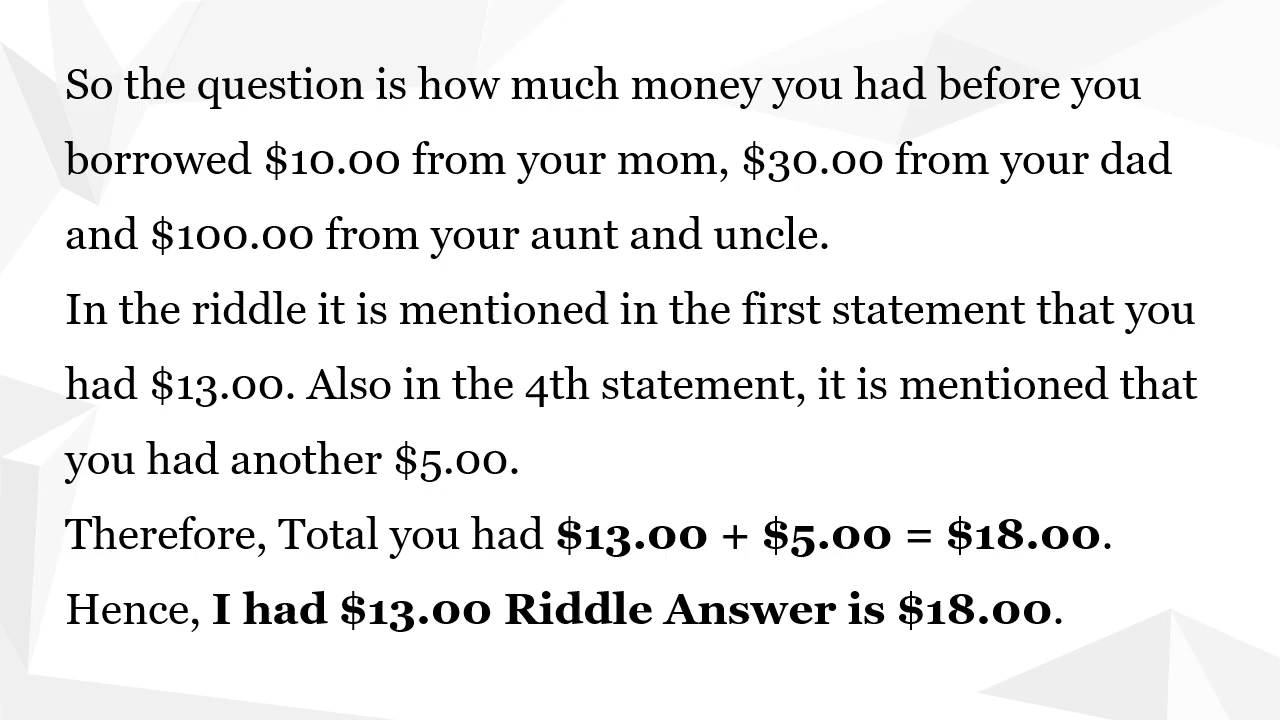 So the question is how much money you had before you
borrowed $10.00 from your mom, $30.00 from your dad
and $100.00 from your aunt and uncle.
In the riddle it is mentioned in the first statement that you
had $13.00. Also in the 4th statement, it is mentioned that
you had another $5.00.
Therefore, Total you had $13.00 + $5.00 = $18.00.
Hence, I had $13.00 Riddle Answer is $18.00.